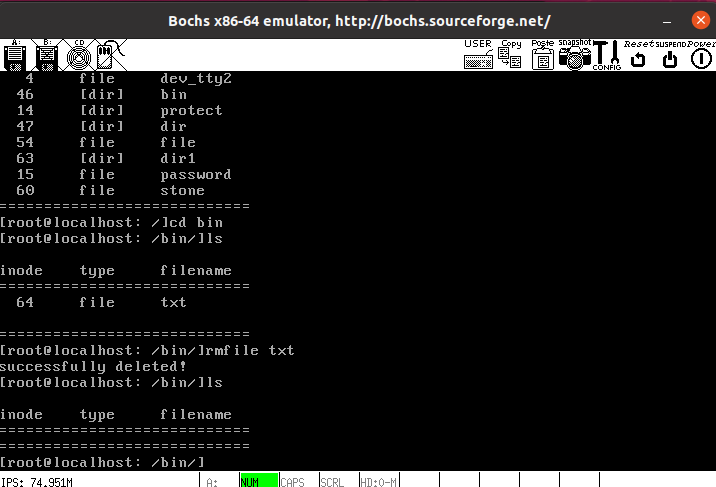 Bochs x86-64 emulator, http://bochs.sourceforge.net/
A: B: CD USER Copy Paste snapshot CONFIG Reset SUSPEND Power
4 file dev_tty2
46 [dir] bin
14 [dir] protect
47 [dir] dir
54 file file
63 [dir] dir1
15 file password
60 file stone
============================
[root@localhost: /]cd bin
[root@localhost: /bin/]ls
inode type filename
============================
64 file txt
============================
[root@localhost: /bin/]rmfile txt
successfully deleted!
[root@localhost: /bin/]ls
inode type filename
============================
============================
[root@localhost: /bin/]
IPS: 74.951M A: NUM CAPS SCRL HD:0-M